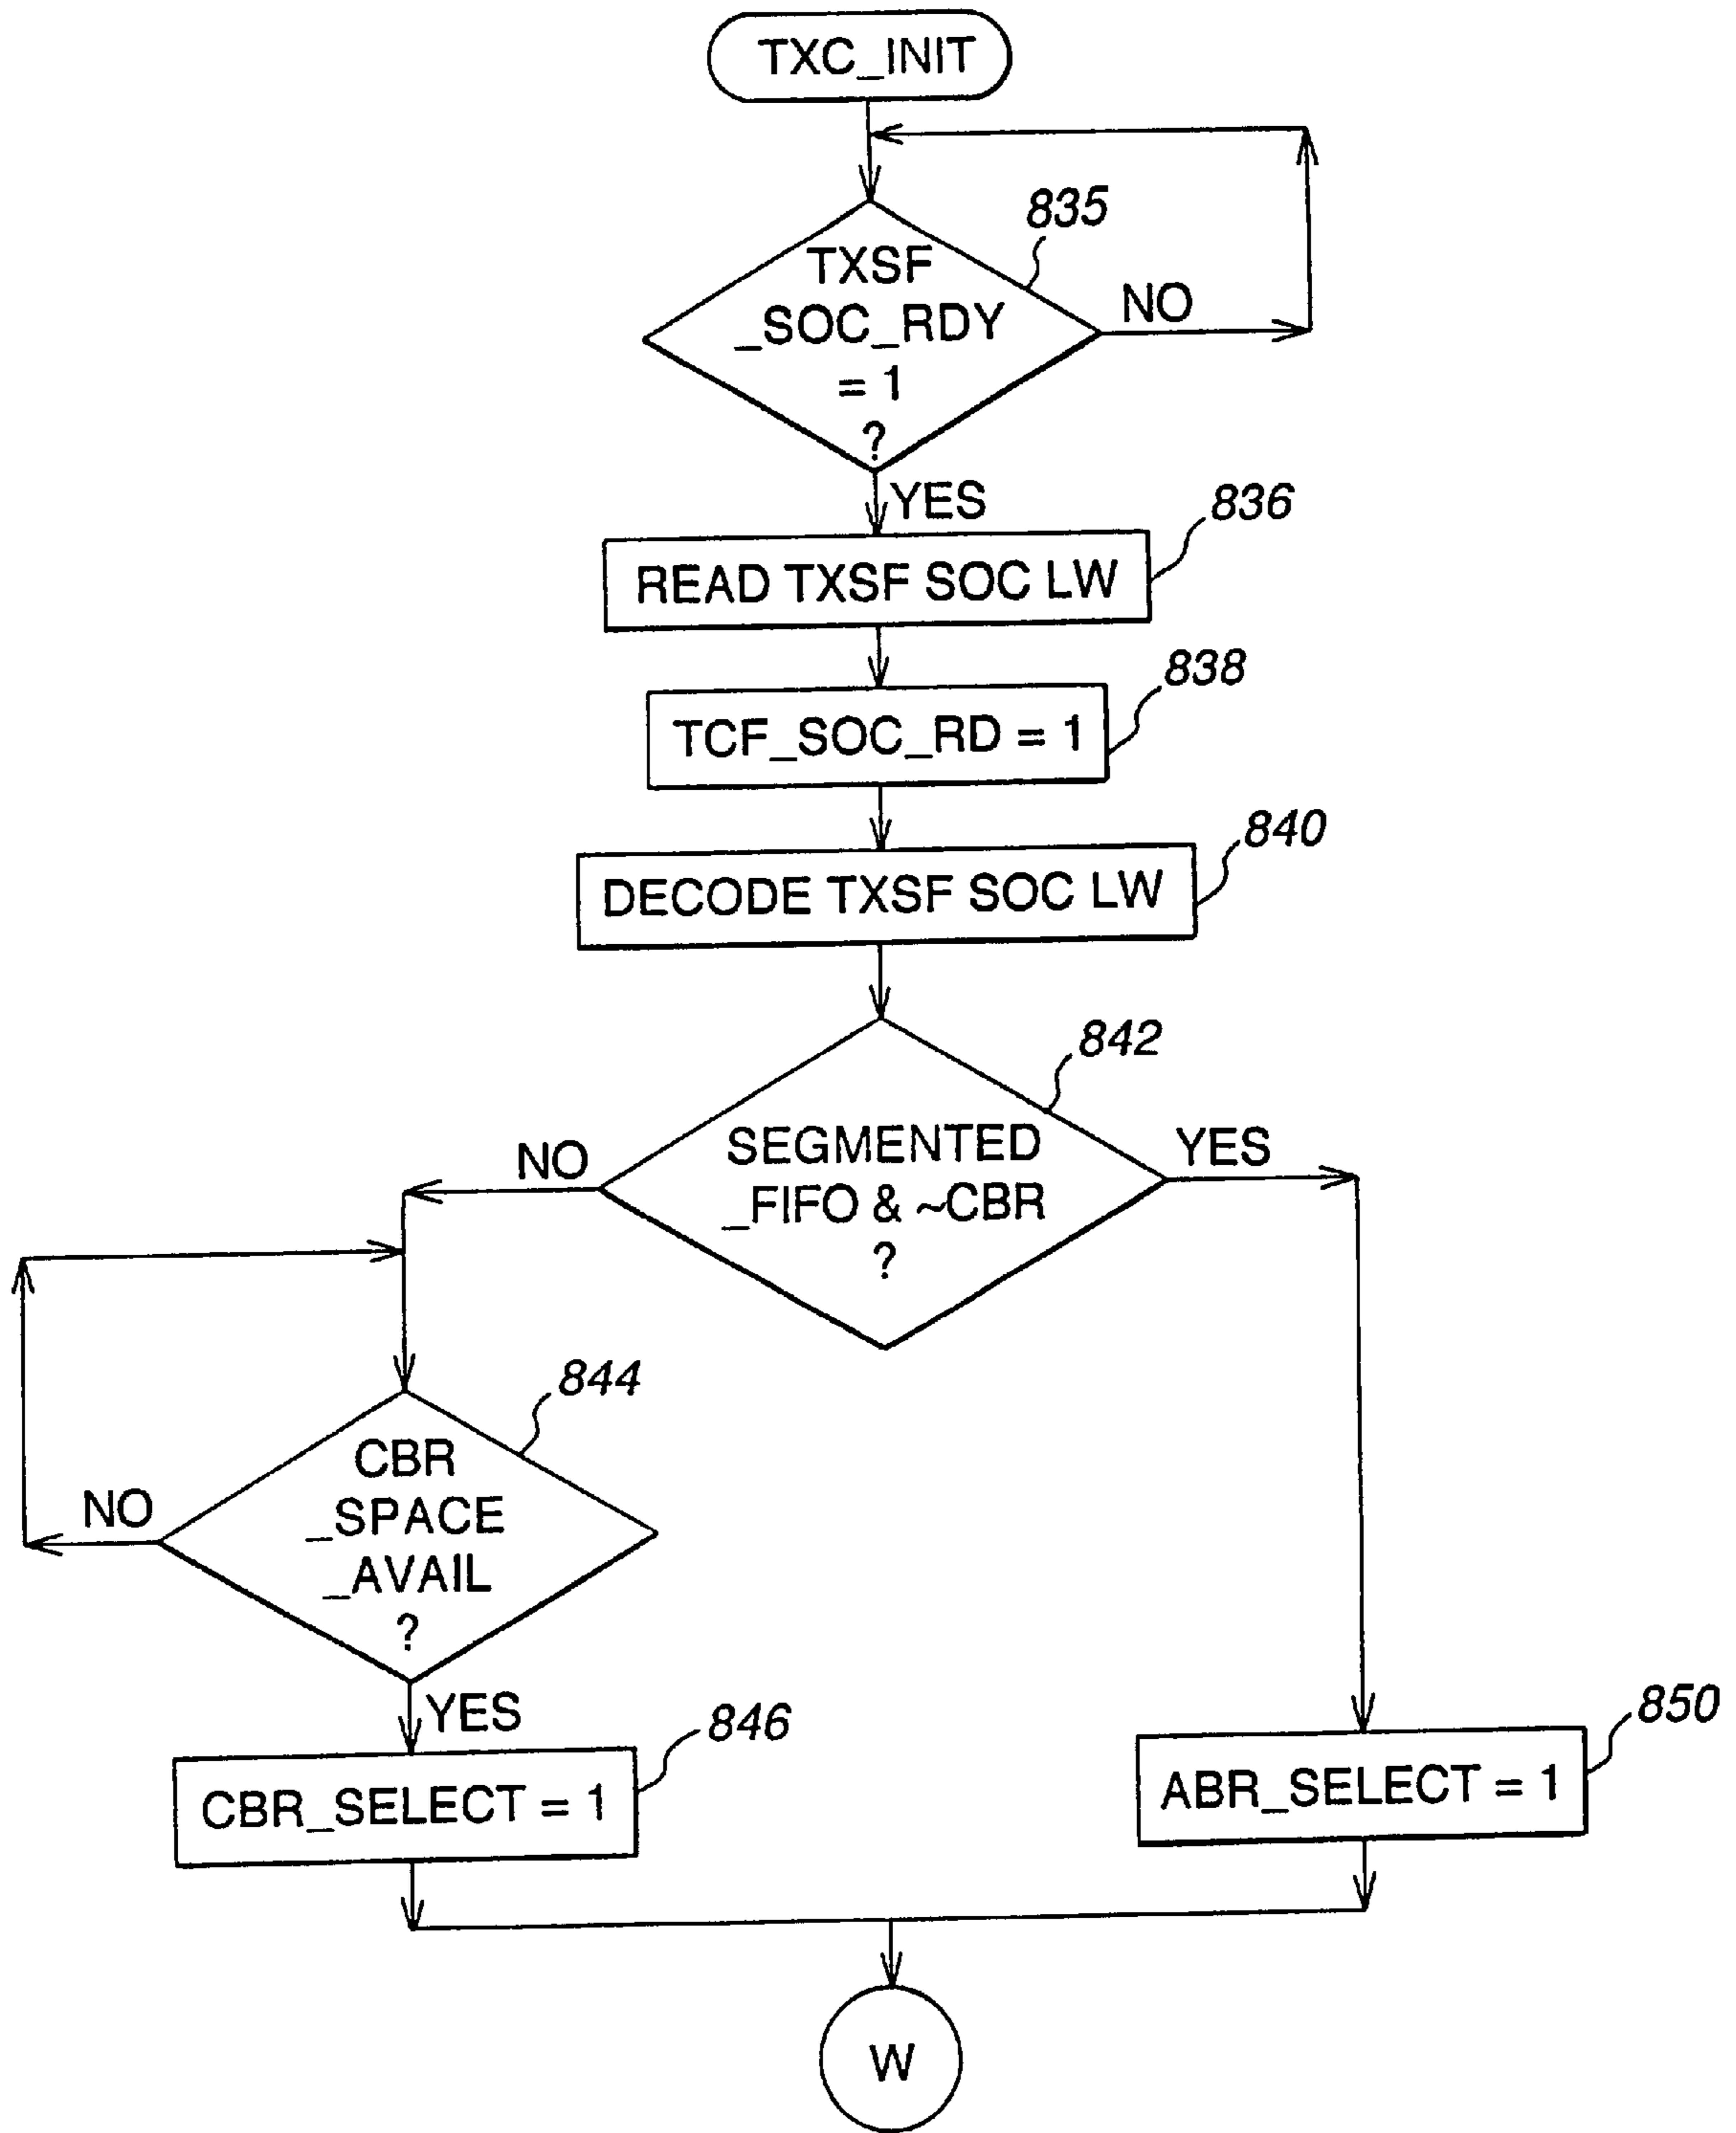 TXC_INIT
835
TXSF
_SOC_RDY
= 1
?
NO
YES
836
READ TXSF SOC LW
838
TCF_SOC_RD = 1
840
DECODE TXSF SOC LW
842
SEGMENTED
_FIFO & ~CBR
?
NO
YES
844
CBR
_SPACE
_AVAIL
?
NO
YES
846
CBR_SELECT = 1
850
ABR_SELECT = 1
W